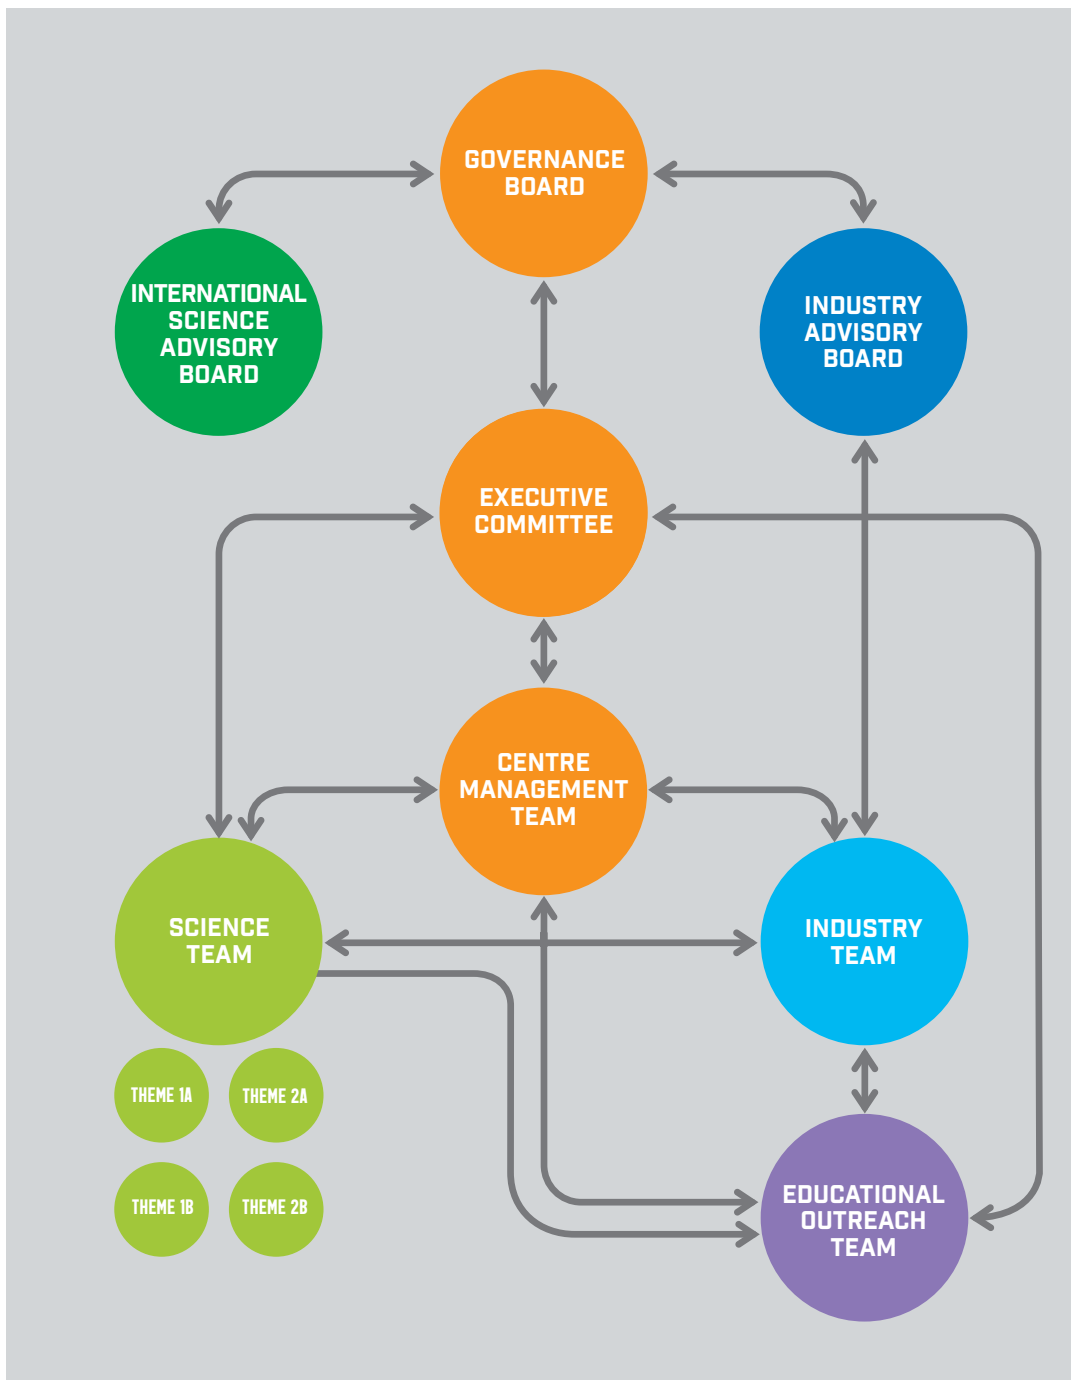 GOVERNANCE
BOARD
INTERNATIONAL
SCIENCE
ADVISORY
BOARD
INDUSTRY
ADVISORY
BOARD
EXECUTIVE
COMMITTEE
CENTRE
MANAGEMENT
TEAM
SCIENCE
TEAM
INDUSTRY
TEAM
THEME 1A
THEME 2A
THEME 1B
THEME 2B
EDUCATIONAL
OUTREACH
TEAM